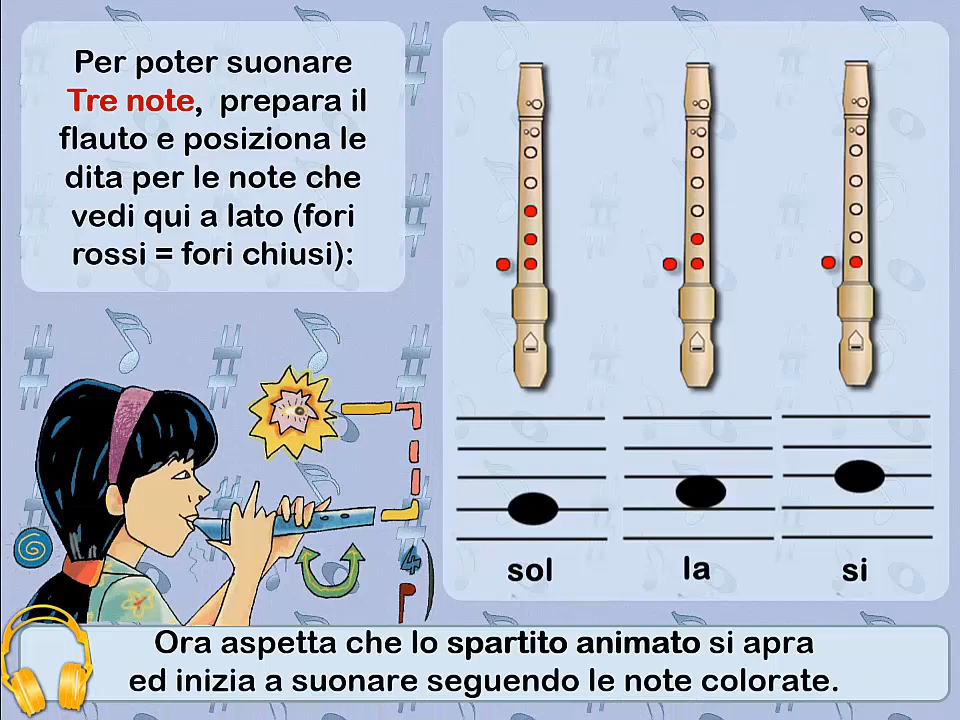 Per poter suonare
Tre note, prepara il
flauto e posiziona le
dita per le note che
vedi qui a lato (fori
rossi = fori chiusi):
sol
la
si
Ora aspetta che lo spartito animato si apra
ed inizia a suonare seguendo le note colorate.